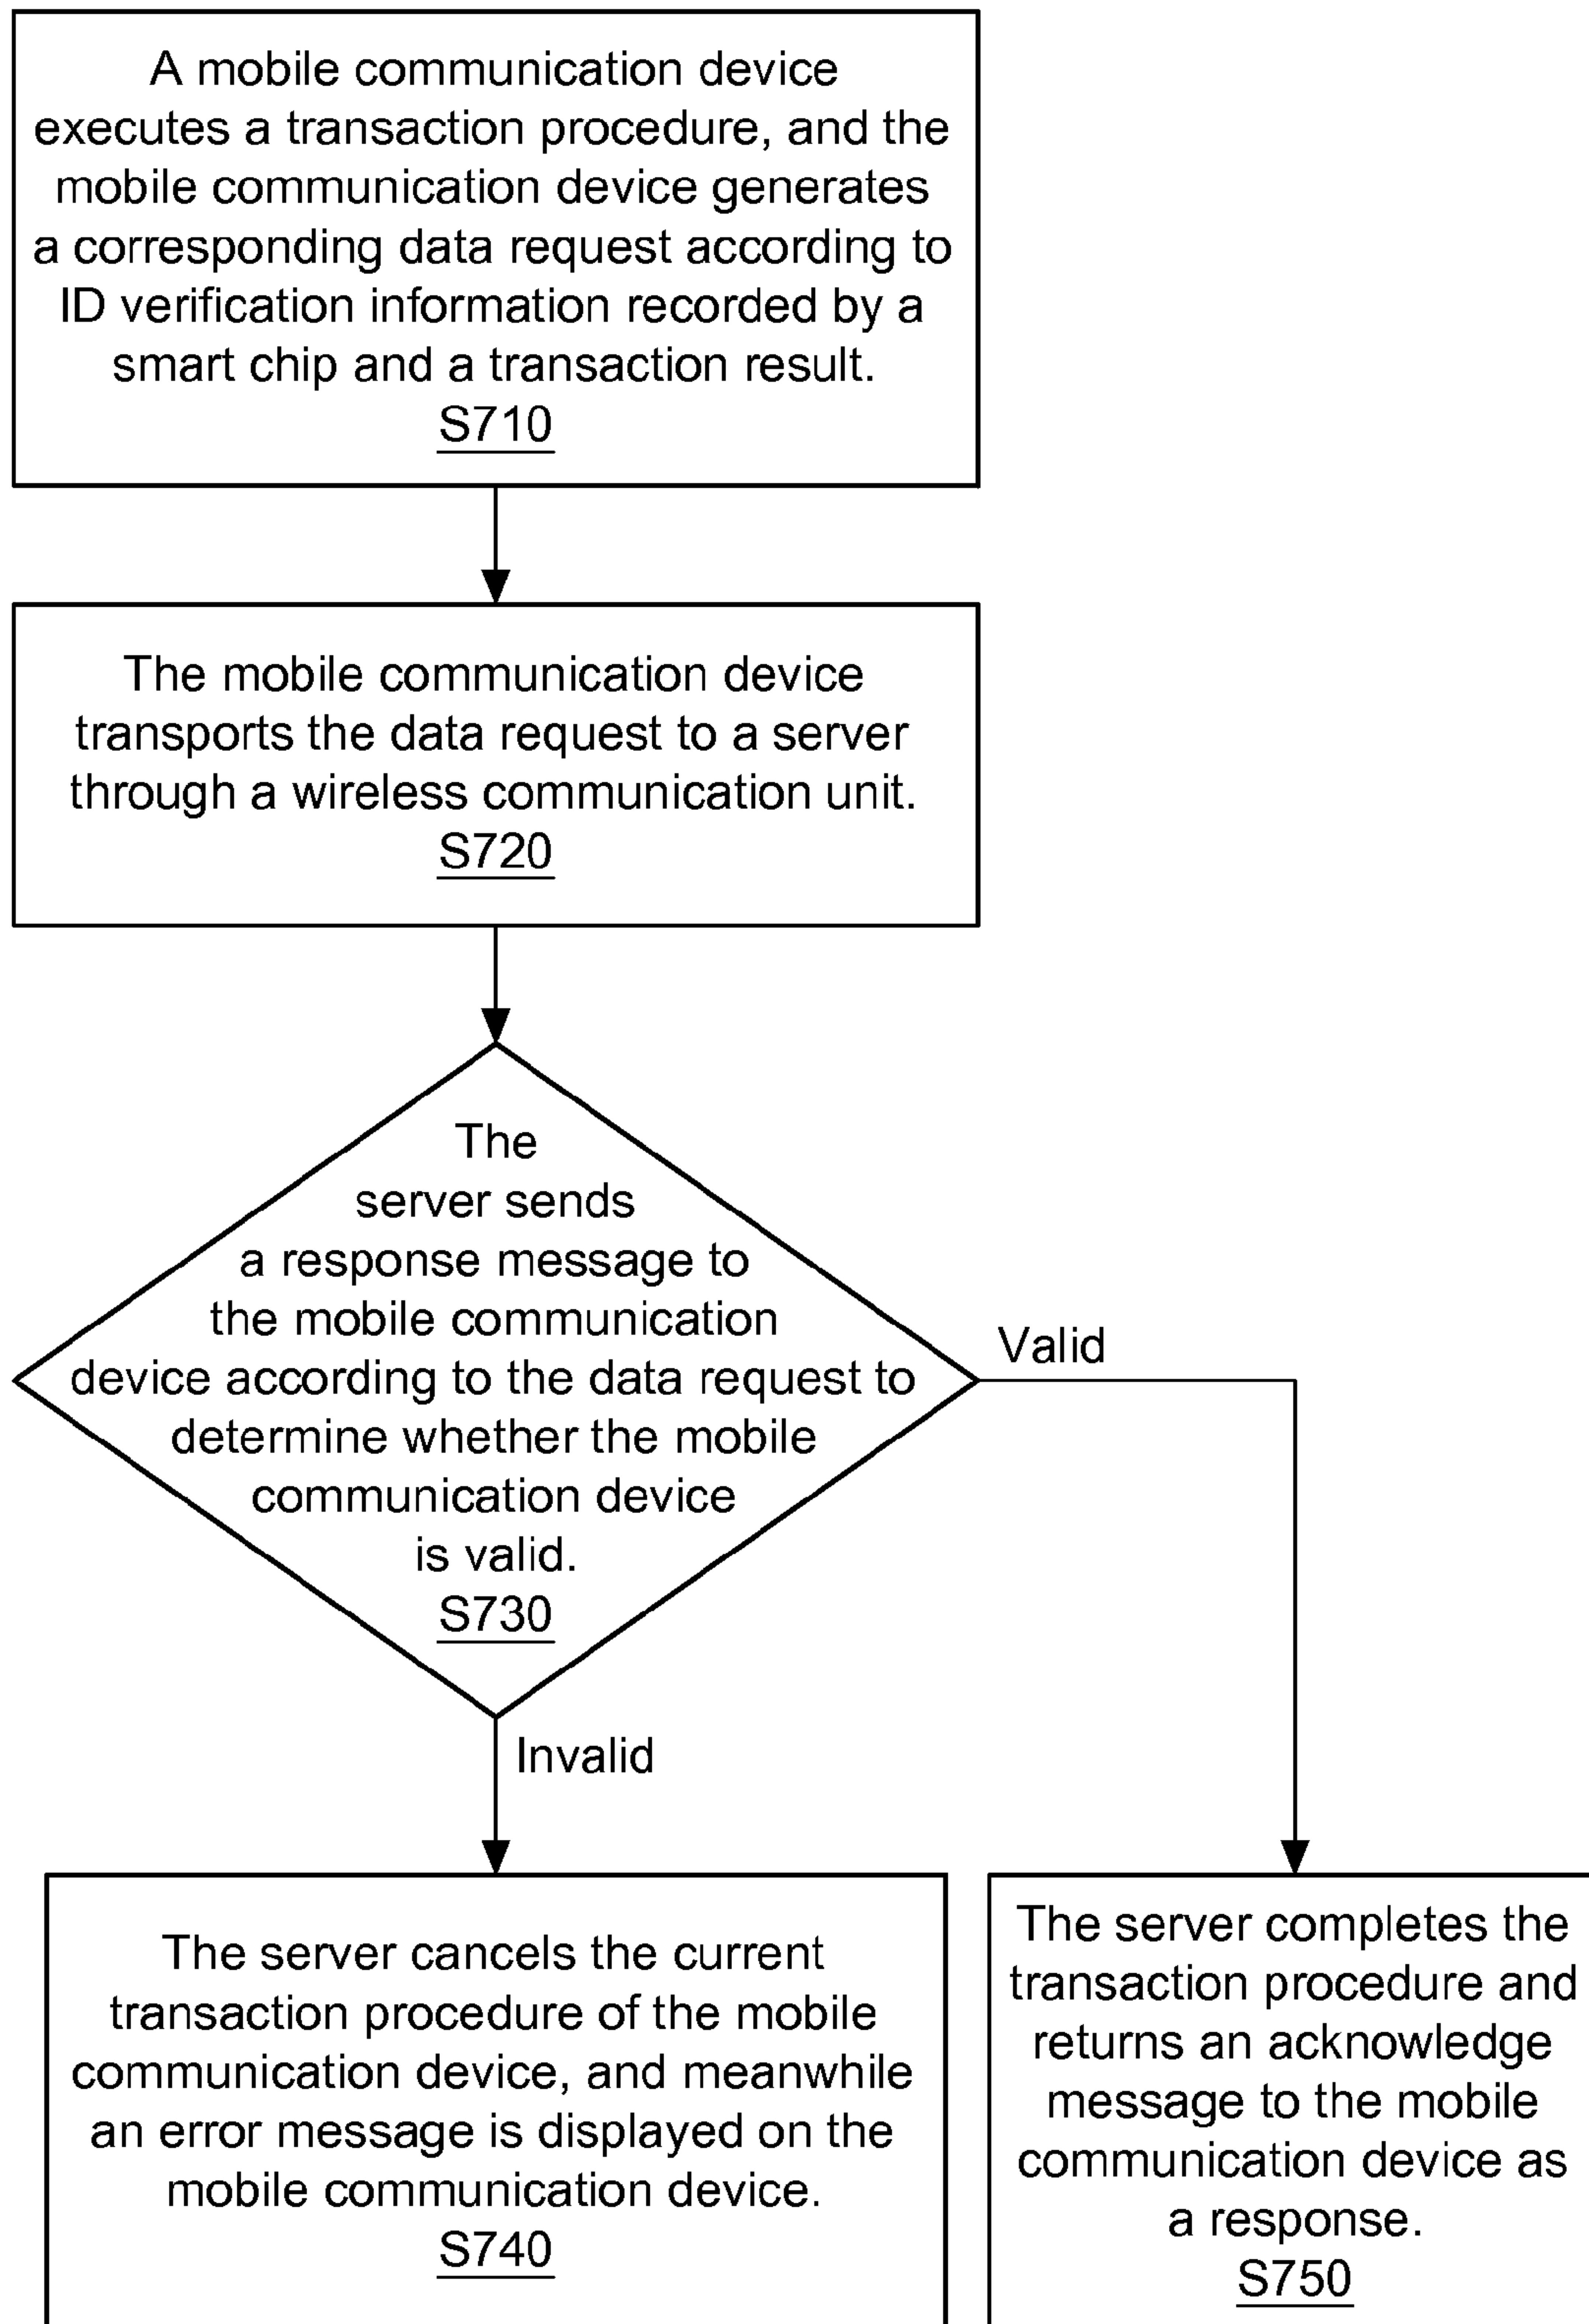 A mobile communication device
executes a transaction procedure, and the
mobile communication device generates
a corresponding data request according to
ID verification information recorded by a
smart chip and a transaction result.
S710
The mobile communication device
transports the data request to a server
through a wireless communication unit.
S720
The
server sends
a response message to
the mobile communication
device according to the data request to
determine whether the mobile
communication device
is valid.
S730
Valid
Invalid
The server cancels the current
transaction procedure of the mobile
communication device, and meanwhile
an error message is displayed on the
mobile communication device.
S740
The server completes the
transaction procedure and
returns an acknowledge
message to the mobile
communication device as
a response.
S750